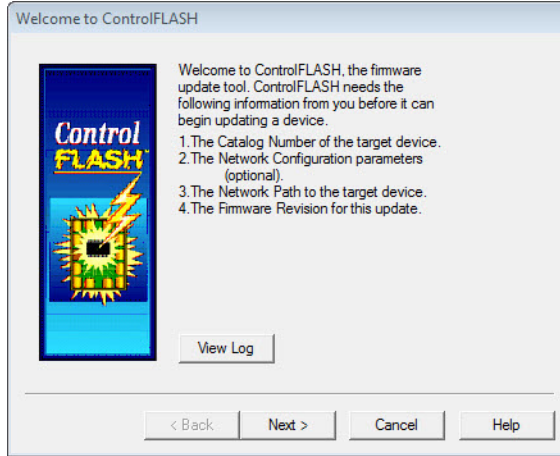 Welcome to ControlFLASH
Welcome to ControlFLASH, the firmware
update tool. ControlFLASH needs the
following information from you before it can
begin updating a device.
1.The Catalog Number of the target device.
2.The Network Configuration parameters
(optional).
3.The Network Path to the target device.
4.The Firmware Revision for this update.
Control
FLASH
View Log
< Back
Next >
Cancel
Help